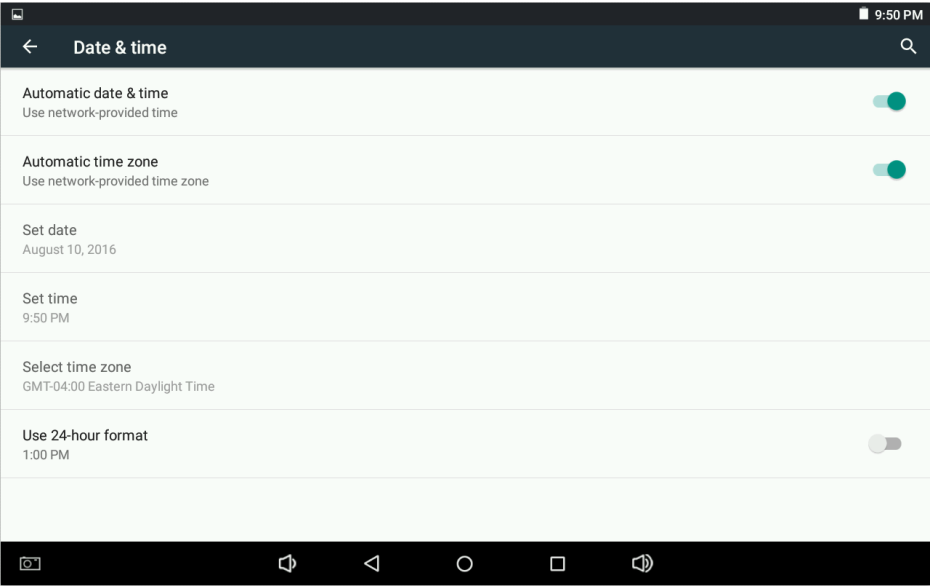 9:50 PM
Date & time
Automatic date & time
Use network-provided time
Automatic time zone
Use network-provided time zone
Set date
August 10, 2016
Set time
9:50 PM
Select time zone
GMT-04:00 Eastern Daylight Time
Use 24-hour format
1:00 PM